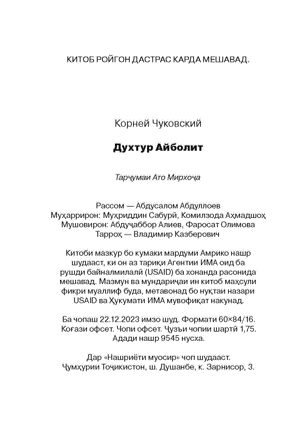 КИТОБ РОЙГОН ДАСТРАС КАРДА МЕШАВАД.
Корней Чуковский
Духтур Айболит
Тарҷумаи Ато Мирхоҷа
Рассом — Абдусалом Абдуллоев
Муҳаррирон: Муҳриддин Сабурӣ, Комилзода Аҳмадшоҳ
Мушовирон: Абдуҷаббор Алиев, Фаросат Олимова
Тарроҳ — Владимир Казберович
Китоби мазкур бо кумаки мардуми Амрико нашр
шудааст, ки он аз тариқи Агентии ИМА оид ба
рушди байналмилалӣ (USAID) ба хонанда расонида
мешавад. Мазмун ва мундариҷаи ин китоб маҳсули
фикри муаллиф буда, метавонад бо нуқтаи назари
USAID ва Ҳукумати ИМА мувофиқат накунад.
Ба чопаш 22.12.2023 имзо шуд. Формати 60×84/16.
Коғази офсет. Чопи офсет. Ҷузъи чопии шартӣ 1,75.
Адади нашр 9545 нусха.
Дар «Нашриёти муосир» чоп шудааст.
Ҷумҳурии Тоҷикистон, ш. Душанбе, к. Зарнисор, 3.